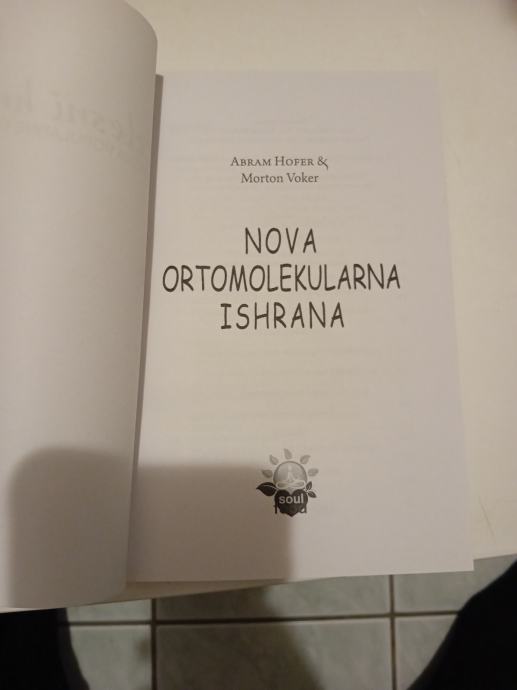 ABRAM HOFER &
Morton Voker
NOVA
ORTOMOLEKULARNA
ISHRANA
soul